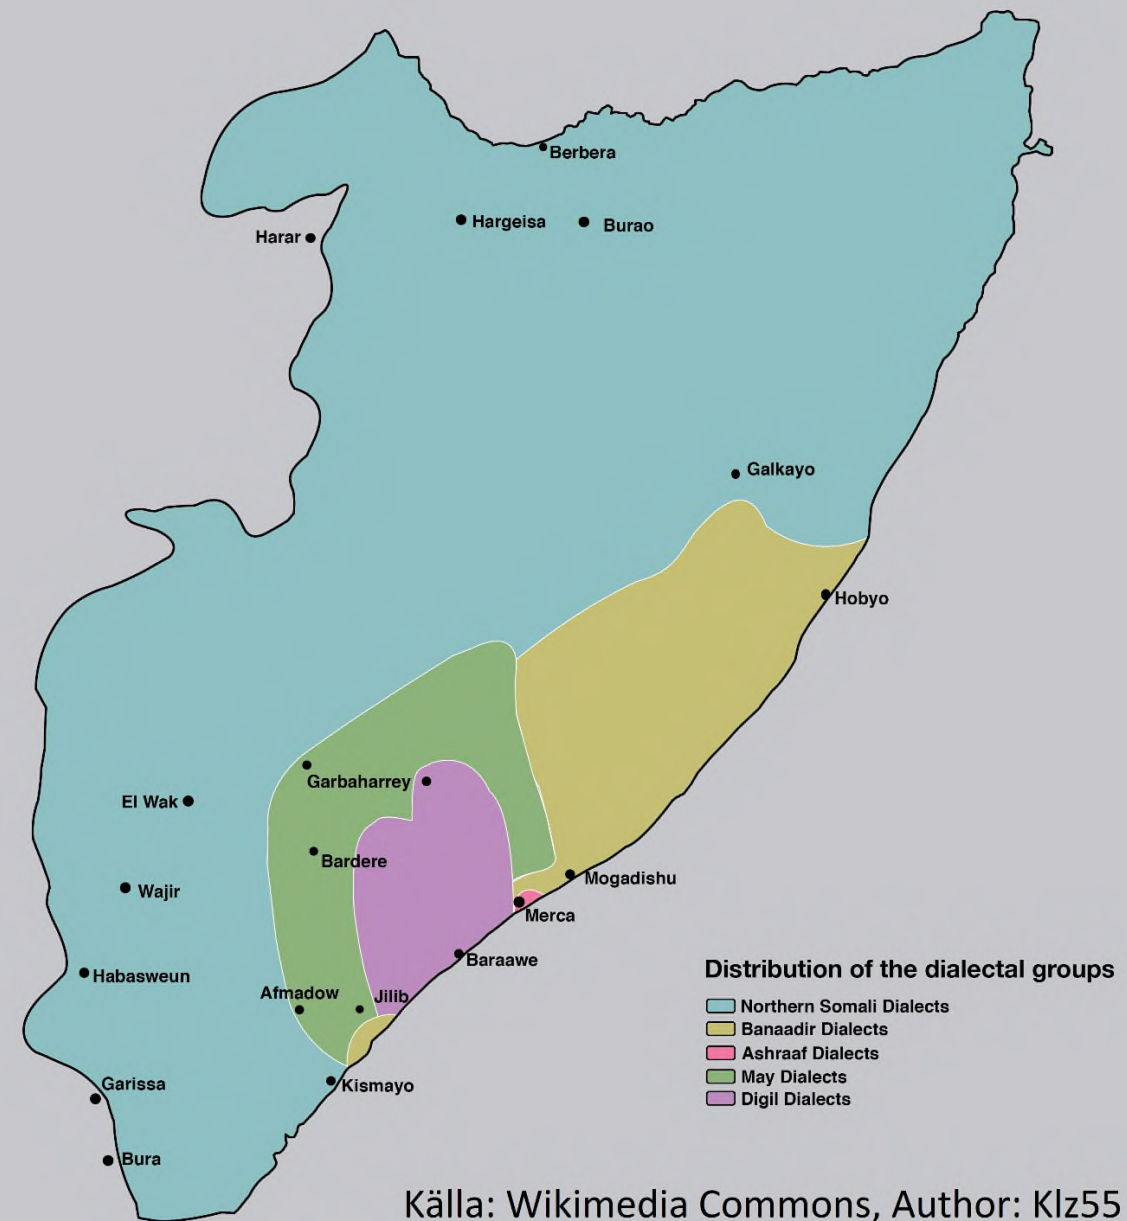 Berbera
Hargeisa
Burao
Harar
Galkayo
Hobyo
Garbaharrey
El Wak
Bardere
Mogadishu
Wajir
Merca
Baraawe
Habasweun
Afmadow
Jilib
Kismayo
Garissa
Bura
Distribution of the dialectal groups
Northern Somali Dialects
Banaadir Dialects
Ashraaf Dialects
May Dialects
Digil Dialects
Källa: Wikimedia Commons, Author: Klz55